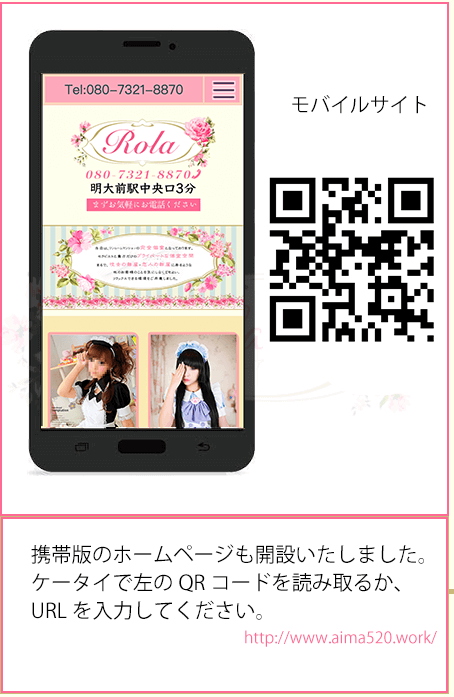 Tel:080-7321-8870
モバイルサイト
Rola
080-7321-8870
明大前駅中央口3分
まずお気軽にお電話ください
携帯版のホームページも開設いたしました。
ケータイで左の QR コードを読み取るか、
URL を入力してください。
http://www.aima520.work/